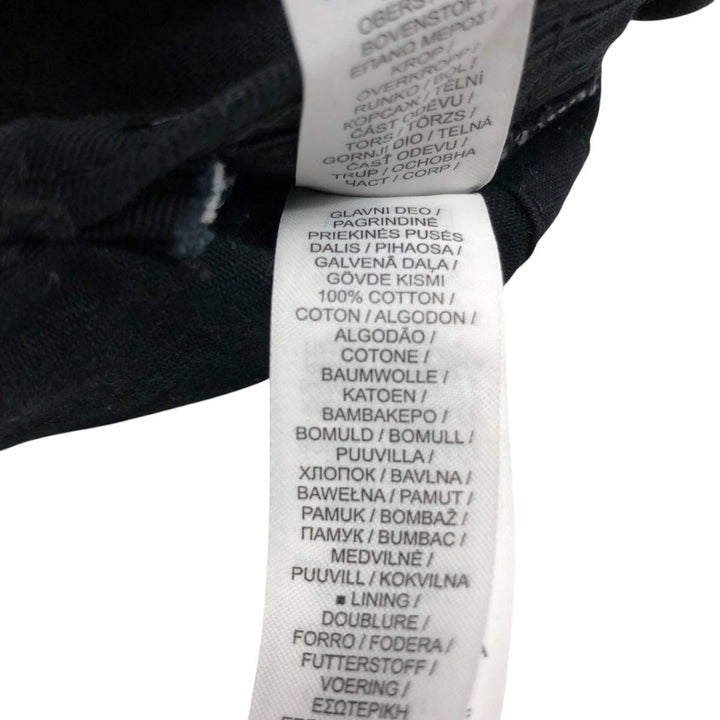 OBERSTOFF
BOVENSTOFF
ΕΠΑΝΩ ΜΕΡΟΣ /
KROP /
OVERKROPP /
RUNKO / BOL /
КОРСАЖ / TĚLNÍ
ČÁST ODĚVU /
TORS / TÖRZS /
GORNJI DIO / TELNÁ
ČASŤ ODEVU /
TRUP / ОСНОВНА
ЧАСТ / CORP /
GLAVNI DEO /
PAGRINDINĖ
PRIEKINĖS PUSĖS
DALIS / PIHAOSA /
GALVENĀ DAĻA /
GÖVDE KISMI
100% COTTON /
COTON / ALGODON /
ALGODÃO /
COTONE /
BAUMWOLLE /
KATOEN /
ΒΑΜΒΑΚΕΡΟ /
BOMULD / BOMULL /
PUUVILLA /
ХЛОПОК / BAVLNA /
BAWEŁNA / PAMUT /
PAMUK / BOMBAŽ /
ПАМУК / BUMBAC /
MEDVILNĖ /
PUUVILL / KOKVILNA
■ LINING /
DOUBLURE /
FORRO / FODERA /
FUTTERSTOFF /
VOERING /
ΕΣΩΤΕΡΙΚΗ